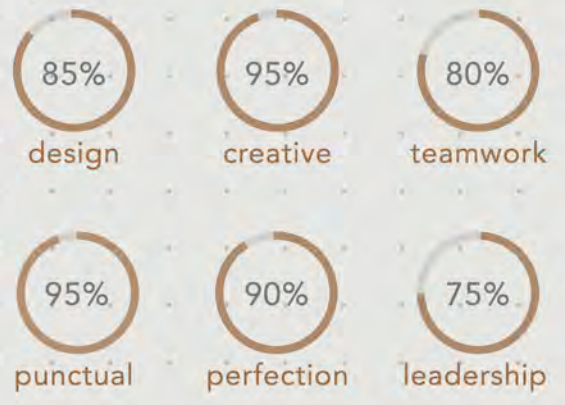 85% 95% 80%
design creative teamwork
95% 90% 75%
punctual perfection leadership